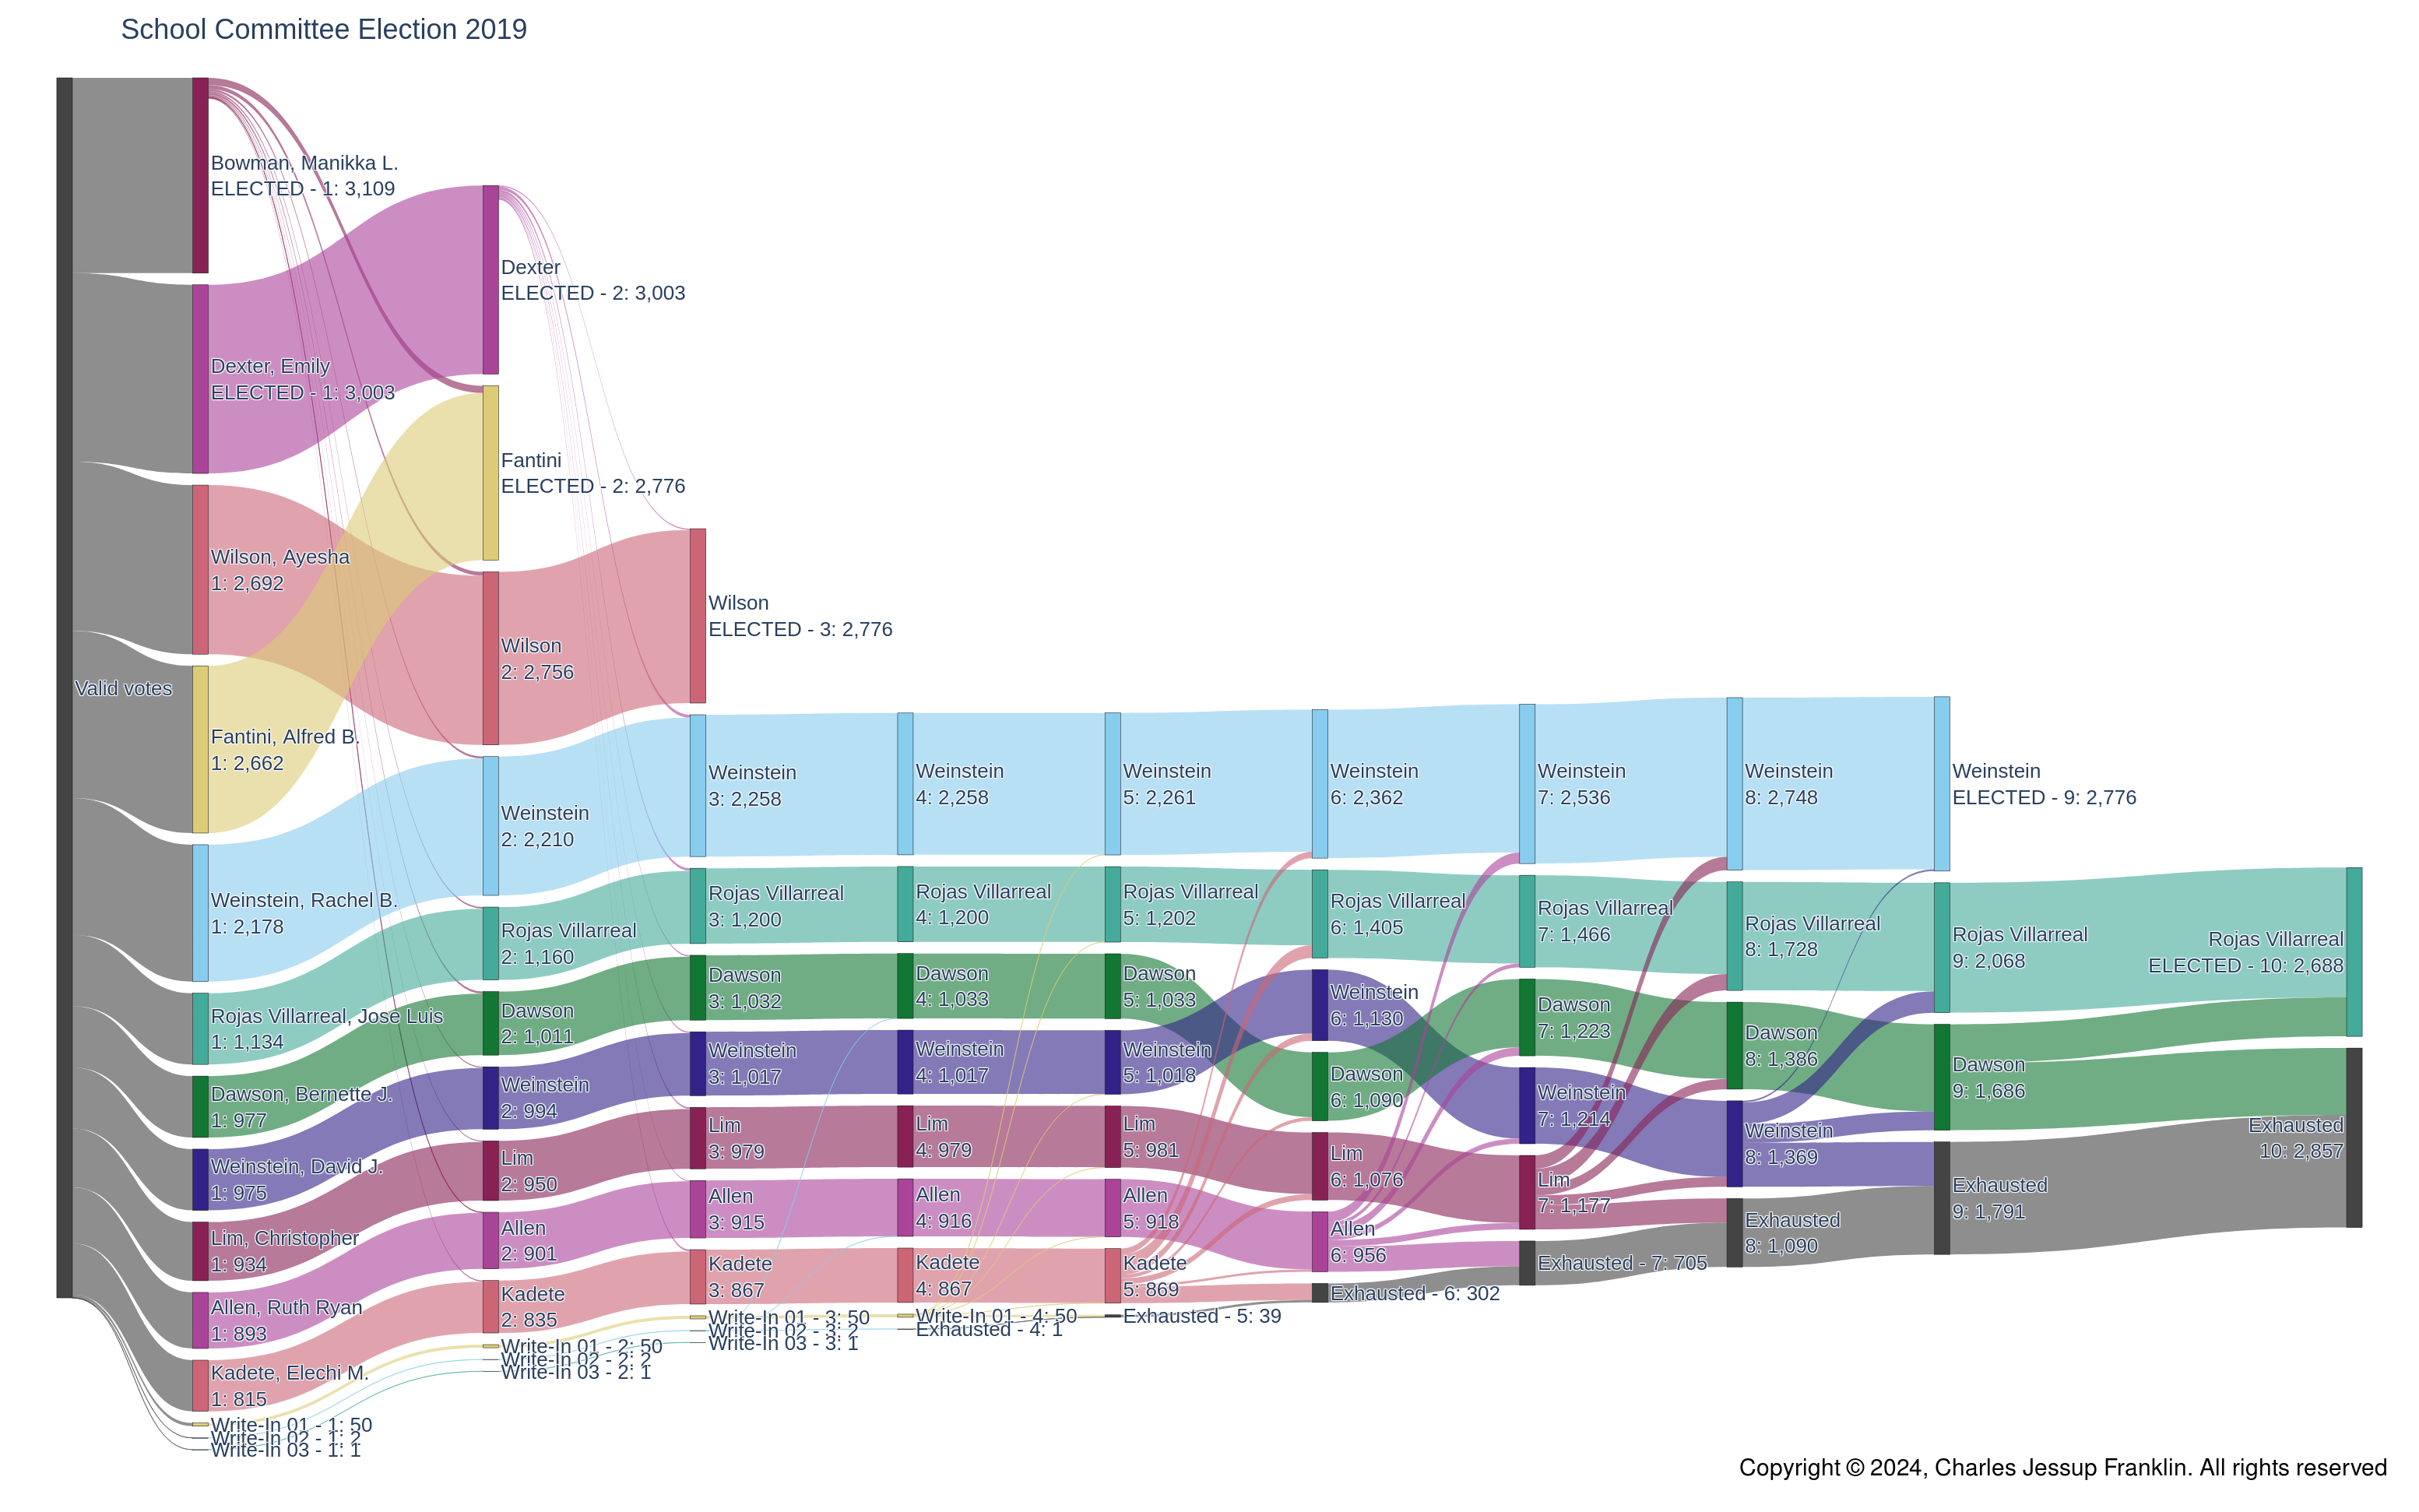 School Committee Election 2019
Valid votes
Bowman, Manikka L.
ELECTED - 1: 3,109
Dexter, Emily
ELECTED - 1: 3,003
Wilson, Ayesha
1: 2,692
Fantini, Alfred B.
1: 2,662
Weinstein, Rachel B.
1: 2,178
Rojas Villarreal, Jose Luis
1: 1,134
Dawson, Bernette J.
1: 977
Weinstein, David J.
1: 975
Lim, Christopher
1: 934
Allen, Ruth Ryan
1: 893
Kadete, Elechi M.
1: 815
Write-In 01 - 1: 50
Write-In 02 - 1: 2
Write-In 03 - 1: 1
Dexter
ELECTED - 2: 3,003
Fantini
ELECTED - 2: 2,776
Wilson
2: 2,756
Weinstein
2: 2,210
Rojas Villarreal
2: 1,160
Dawson
2: 1,011
Weinstein
2: 994
Lim
2: 950
Allen
2: 901
Kadete
2: 835
Write-In 01 - 2: 50
Write-In 02 - 2: 2
Write-In 03 - 2: 1
Wilson
ELECTED - 3: 2,776
Weinstein
3: 2,258
Rojas Villarreal
3: 1,200
Dawson
3: 1,032
Weinstein
3: 1,017
Lim
3: 979
Allen
3: 915
Kadete
3: 867
Write-In 01 - 3: 50
Write-In 02 - 3: 2
Write-In 03 - 3: 1
Weinstein
4: 2,258
Rojas Villarreal
4: 1,200
Dawson
4: 1,033
Weinstein
4: 1,017
Lim
4: 979
Allen
4: 916
Kadete
4: 867
Write-In 01 - 4: 50
Exhausted - 4: 1
Weinstein
5: 2,261
Rojas Villarreal
5: 1,202
Dawson
5: 1,033
Weinstein
5: 1,018
Lim
5: 981
Allen
5: 918
Kadete
5: 869
Exhausted - 5: 39
Weinstein
6: 2,362
Rojas Villarreal
6: 1,405
Weinstein
6: 1,130
Dawson
6: 1,090
Lim
6: 1,076
Allen
6: 956
Exhausted - 6: 302
Weinstein
7: 2,536
Rojas Villarreal
7: 1,466
Dawson
7: 1,223
Weinstein
7: 1,214
Lim
7: 1,177
Exhausted - 7: 705
Weinstein
8: 2,748
Rojas Villarreal
8: 1,728
Dawson
8: 1,386
Weinstein
8: 1,369
Exhausted
8: 1,090
Weinstein
ELECTED - 9: 2,776
Rojas Villarreal
9: 2,068
Dawson
9: 1,686
Exhausted
9: 1,791
Rojas Villarreal
ELECTED - 10: 2,688
Exhausted
10: 2,857
Copyright © 2024, Charles Jessup Franklin. All rights reserved